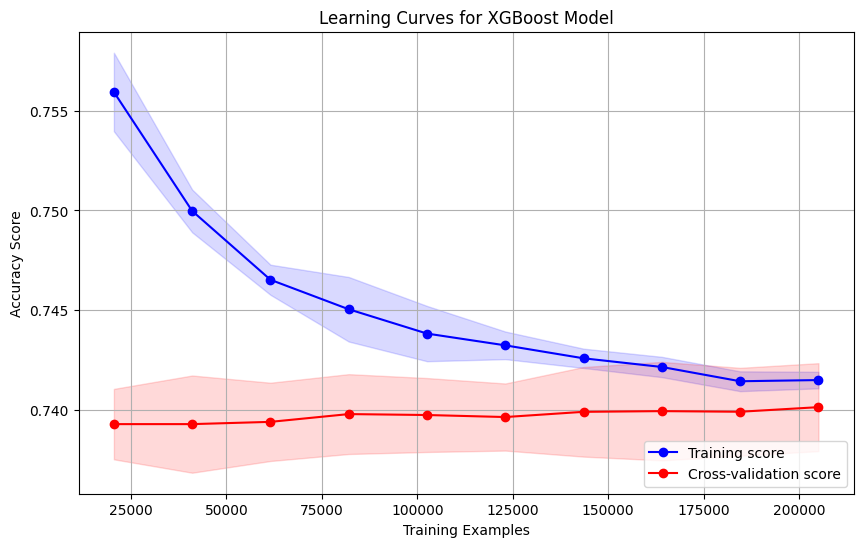 Learning Curves for XGBoost Model
Accuracy Score
0.755
0.750
0.745
0.740
Training score
Cross-validation score
25000 50000 75000 100000 125000 150000 175000 200000
Training Examples